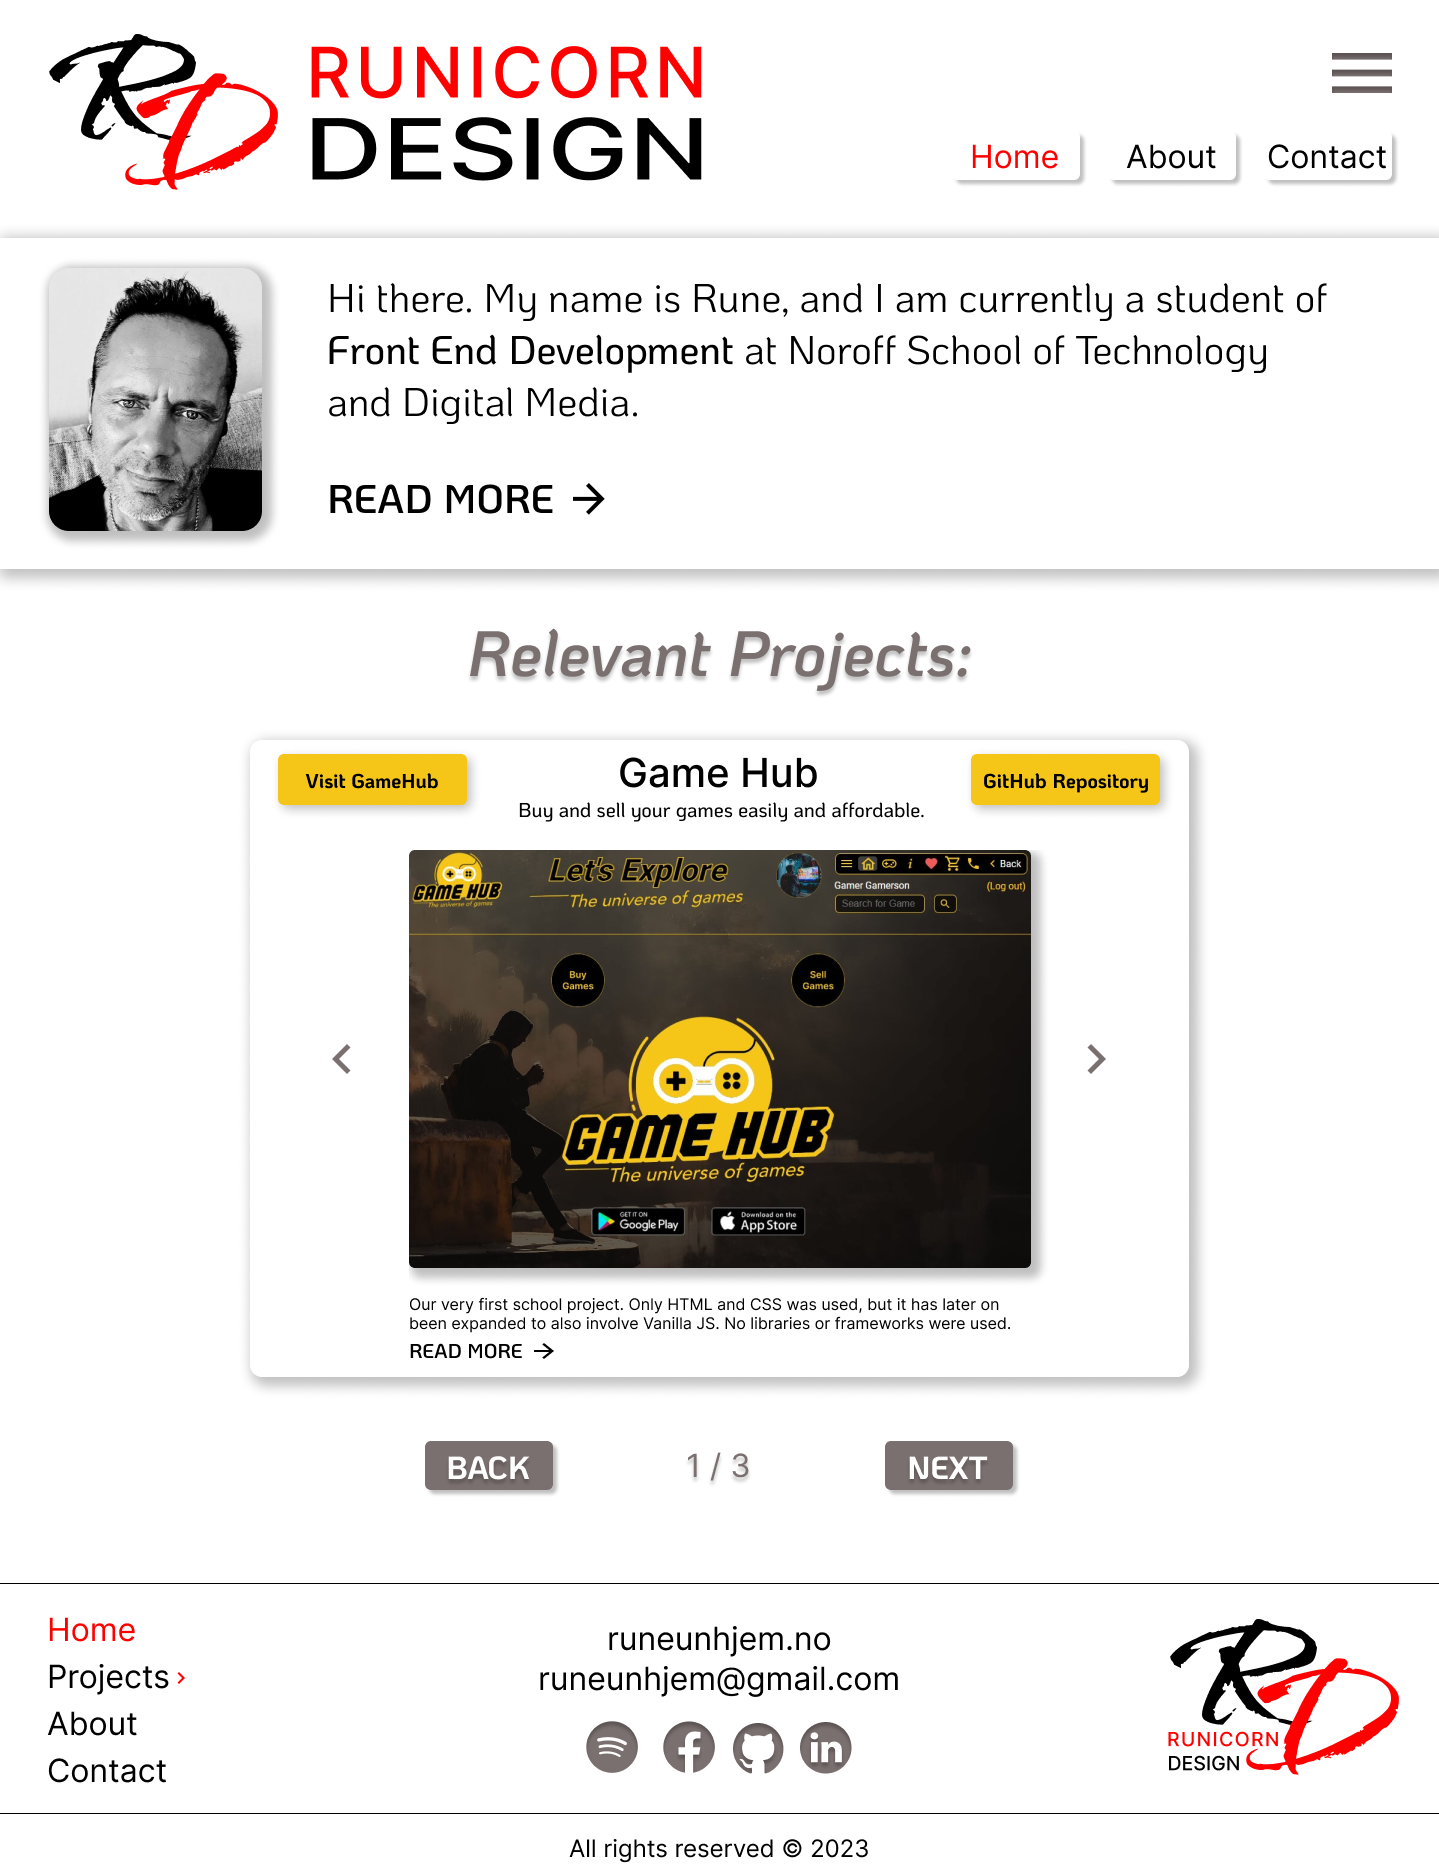 RD
RUNICORN
DESIGN
Home
About
Contact
Hi there. My name is Rune, and I am currently a student of
Front End Development at Noroff School of Technology
and Digital Media.
READ MORE →
Relevant Projects:
Visit GameHub
Game Hub
GitHub Repository
Buy and sell your games easily and affordable.
GAME HUB
The universe of games
Let's Explore
The universe of games
i
Back
Gamer Gamerson
(Log out)
Search for Game
Buy
Games
Sell
Games
GAME HUB
The universe of games
GET IT ON
Google Play
Download on the
App Store
Our very first school project. Only HTML and CSS was used, but it has later on
been expanded to also involve Vanilla JS. No libraries or frameworks were used.
READ MORE →
BACK
1 / 3
NEXT
Home
Projects ›
About
Contact
runeunhjem.no
runeunhjem@gmail.com
f
in
RD
RUNICORN
DESIGN
All rights reserved © 2023